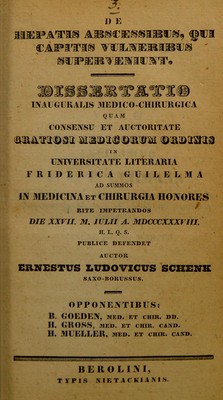 3.
DE
HEPATIS ABSCESSIBUS, QUI
CAPITIS VULNERIBUS
SUPERVENIUNT.
DISSERTATIO
INAUGURALIS MEDICO-CHIRURGICA
QUAM
CONSENSU ET AUCTORITATE
GRATIOSI MEDICORUM ORDINIS
IN
UNIVERSITATE LITERARIA
FRIDERICA GUILELMA
AD SUMMOS
IN MEDICINA ET CHIRURGIA HONORES
RITE IMPETRANDOS
DIE XXVII. M. IULII A. MDCCCXXXVIII.
H. L. Q. S.
PUBLICE DEFENDET
AUCTOR
ERNESTUS LUDOVICUS SCHENK
SAXO-BORUSSUS.
OPPONENTIBUS:
B. GOEDEN, MED. ET CHIR. DD.
H. GROSS, MED. ET CHIR. CAND.
H. MUELLER, MED. ET CHIR. CAND.
BEROLINI,
TYPIS NIETACKIANIS.